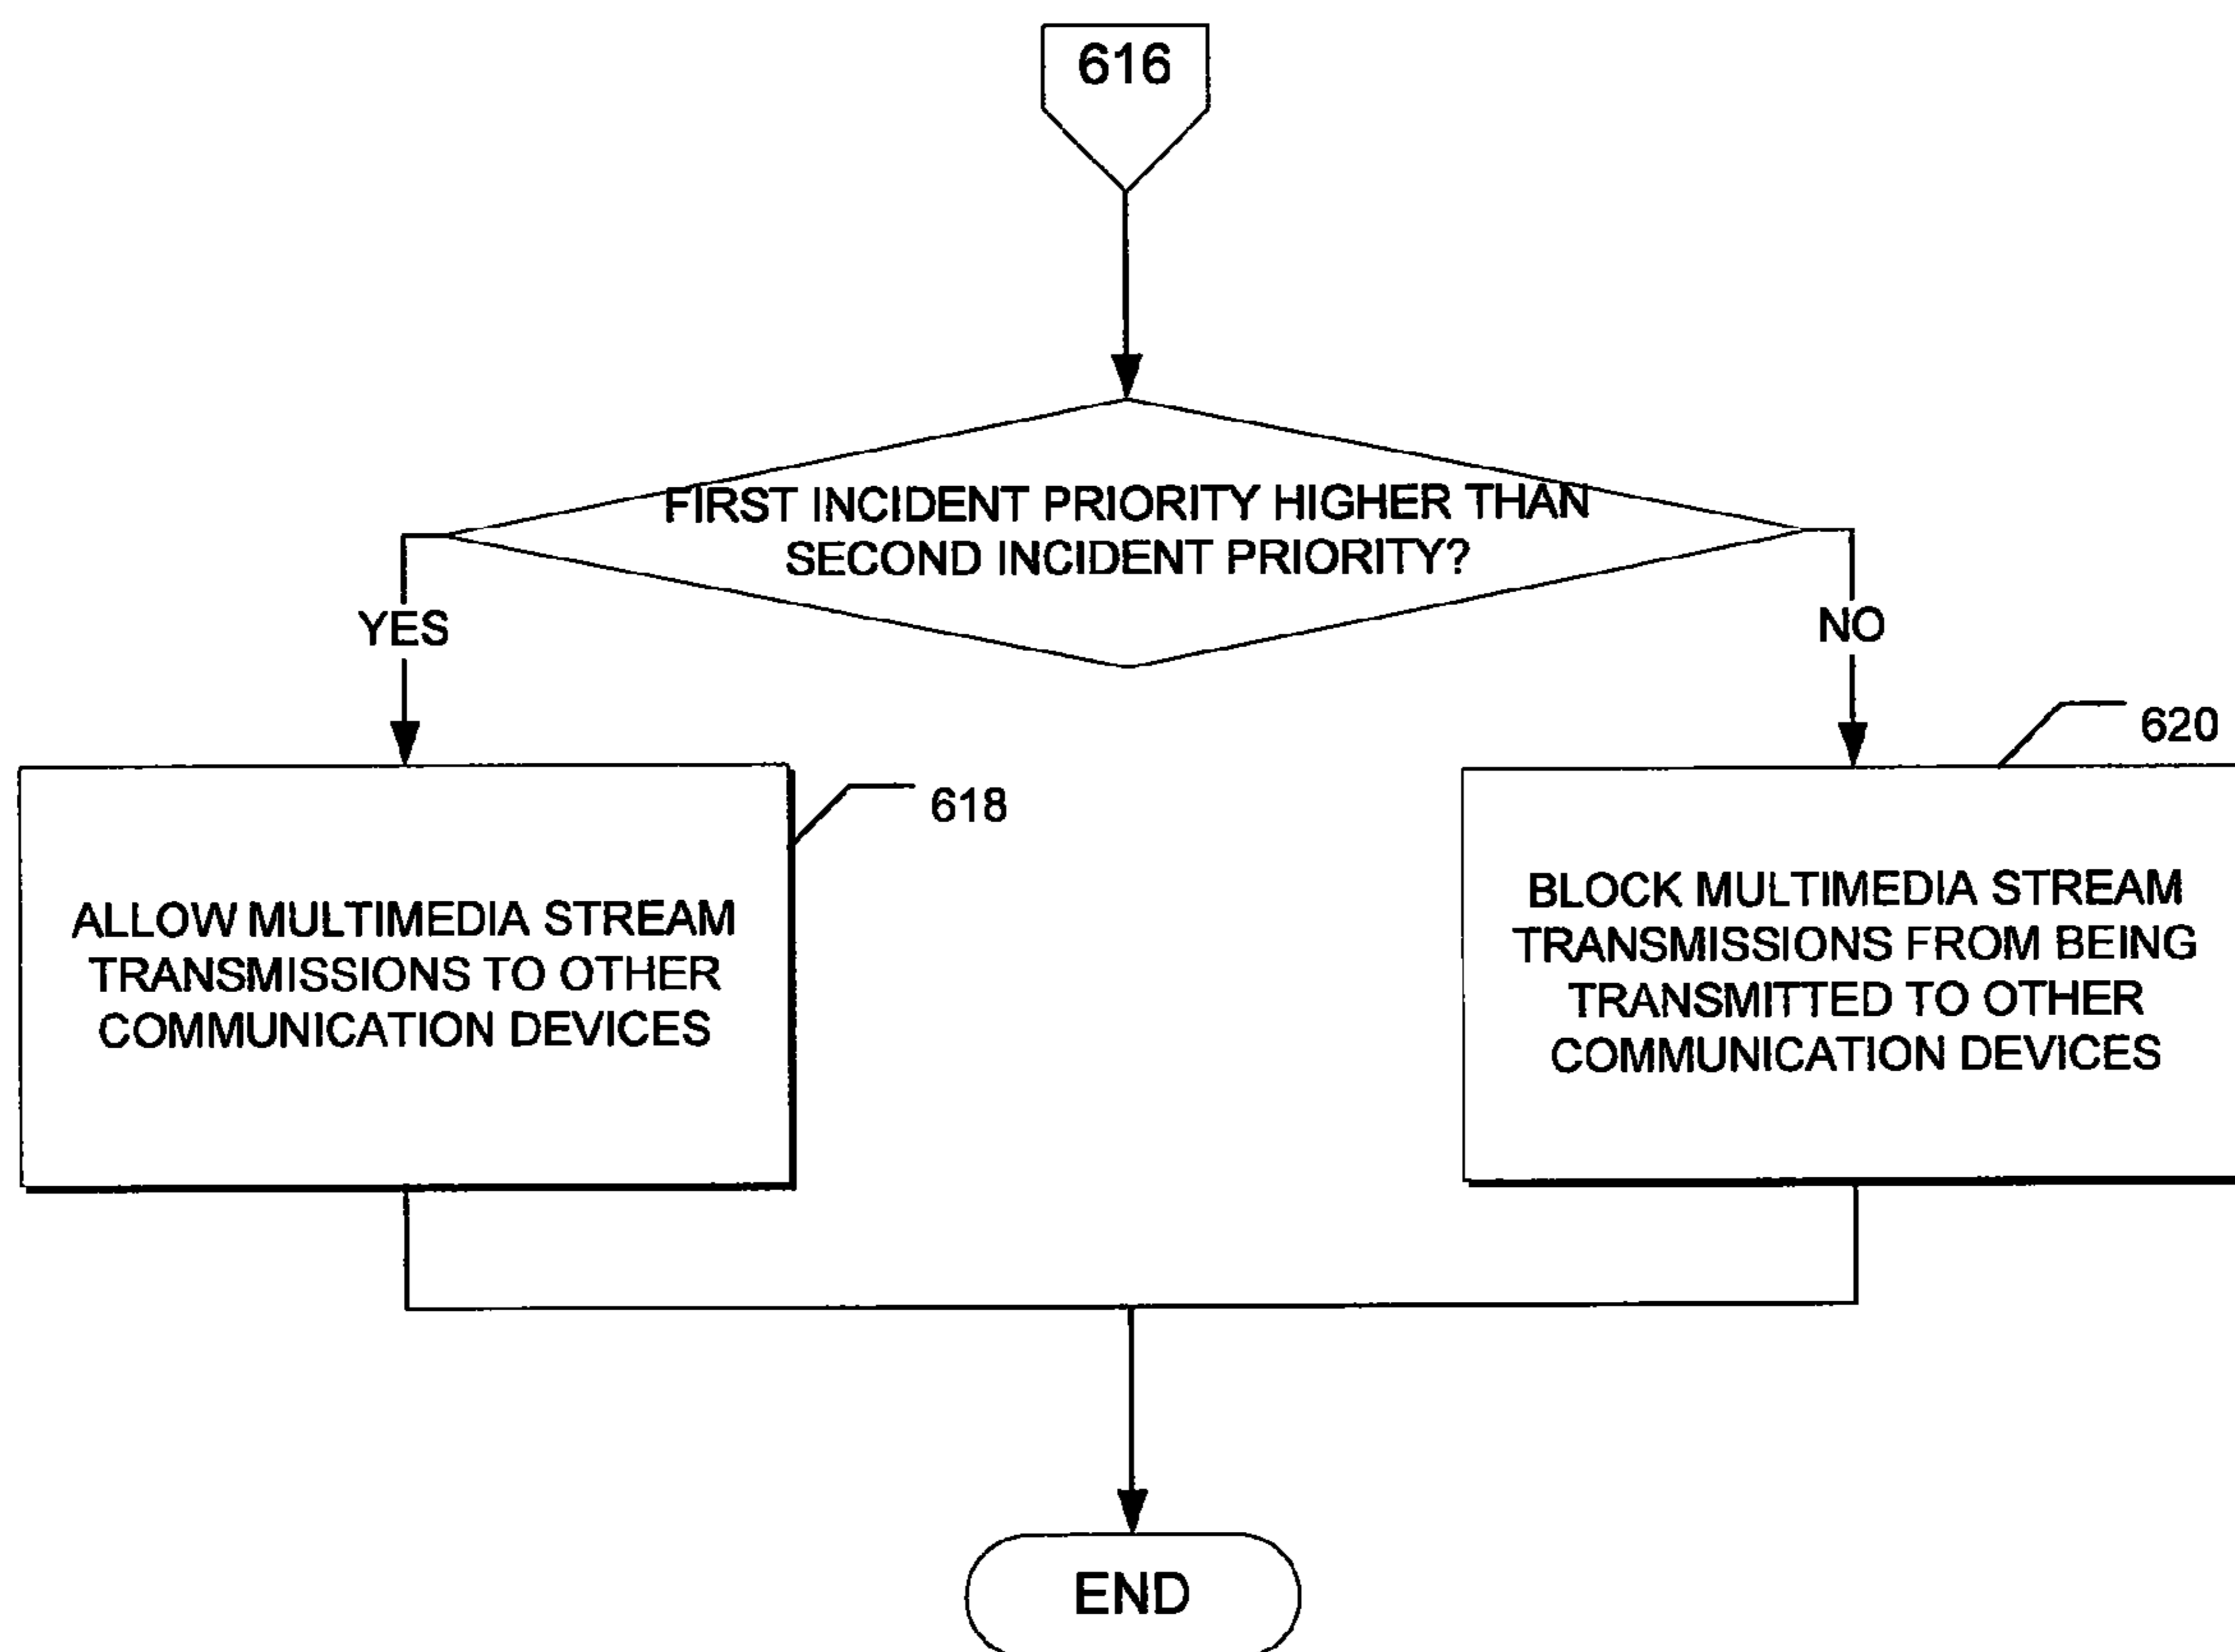 616
FIRST INCIDENT PRIORITY HIGHER THAN
SECOND INCIDENT PRIORITY?
YES
NO
620
618
ALLOW MULTIMEDIA STREAM
TRANSMISSIONS TO OTHER
COMMUNICATION DEVICES
BLOCK MULTIMEDIA STREAM
TRANSMISSIONS FROM BEING
TRANSMITTED TO OTHER
COMMUNICATION DEVICES
END